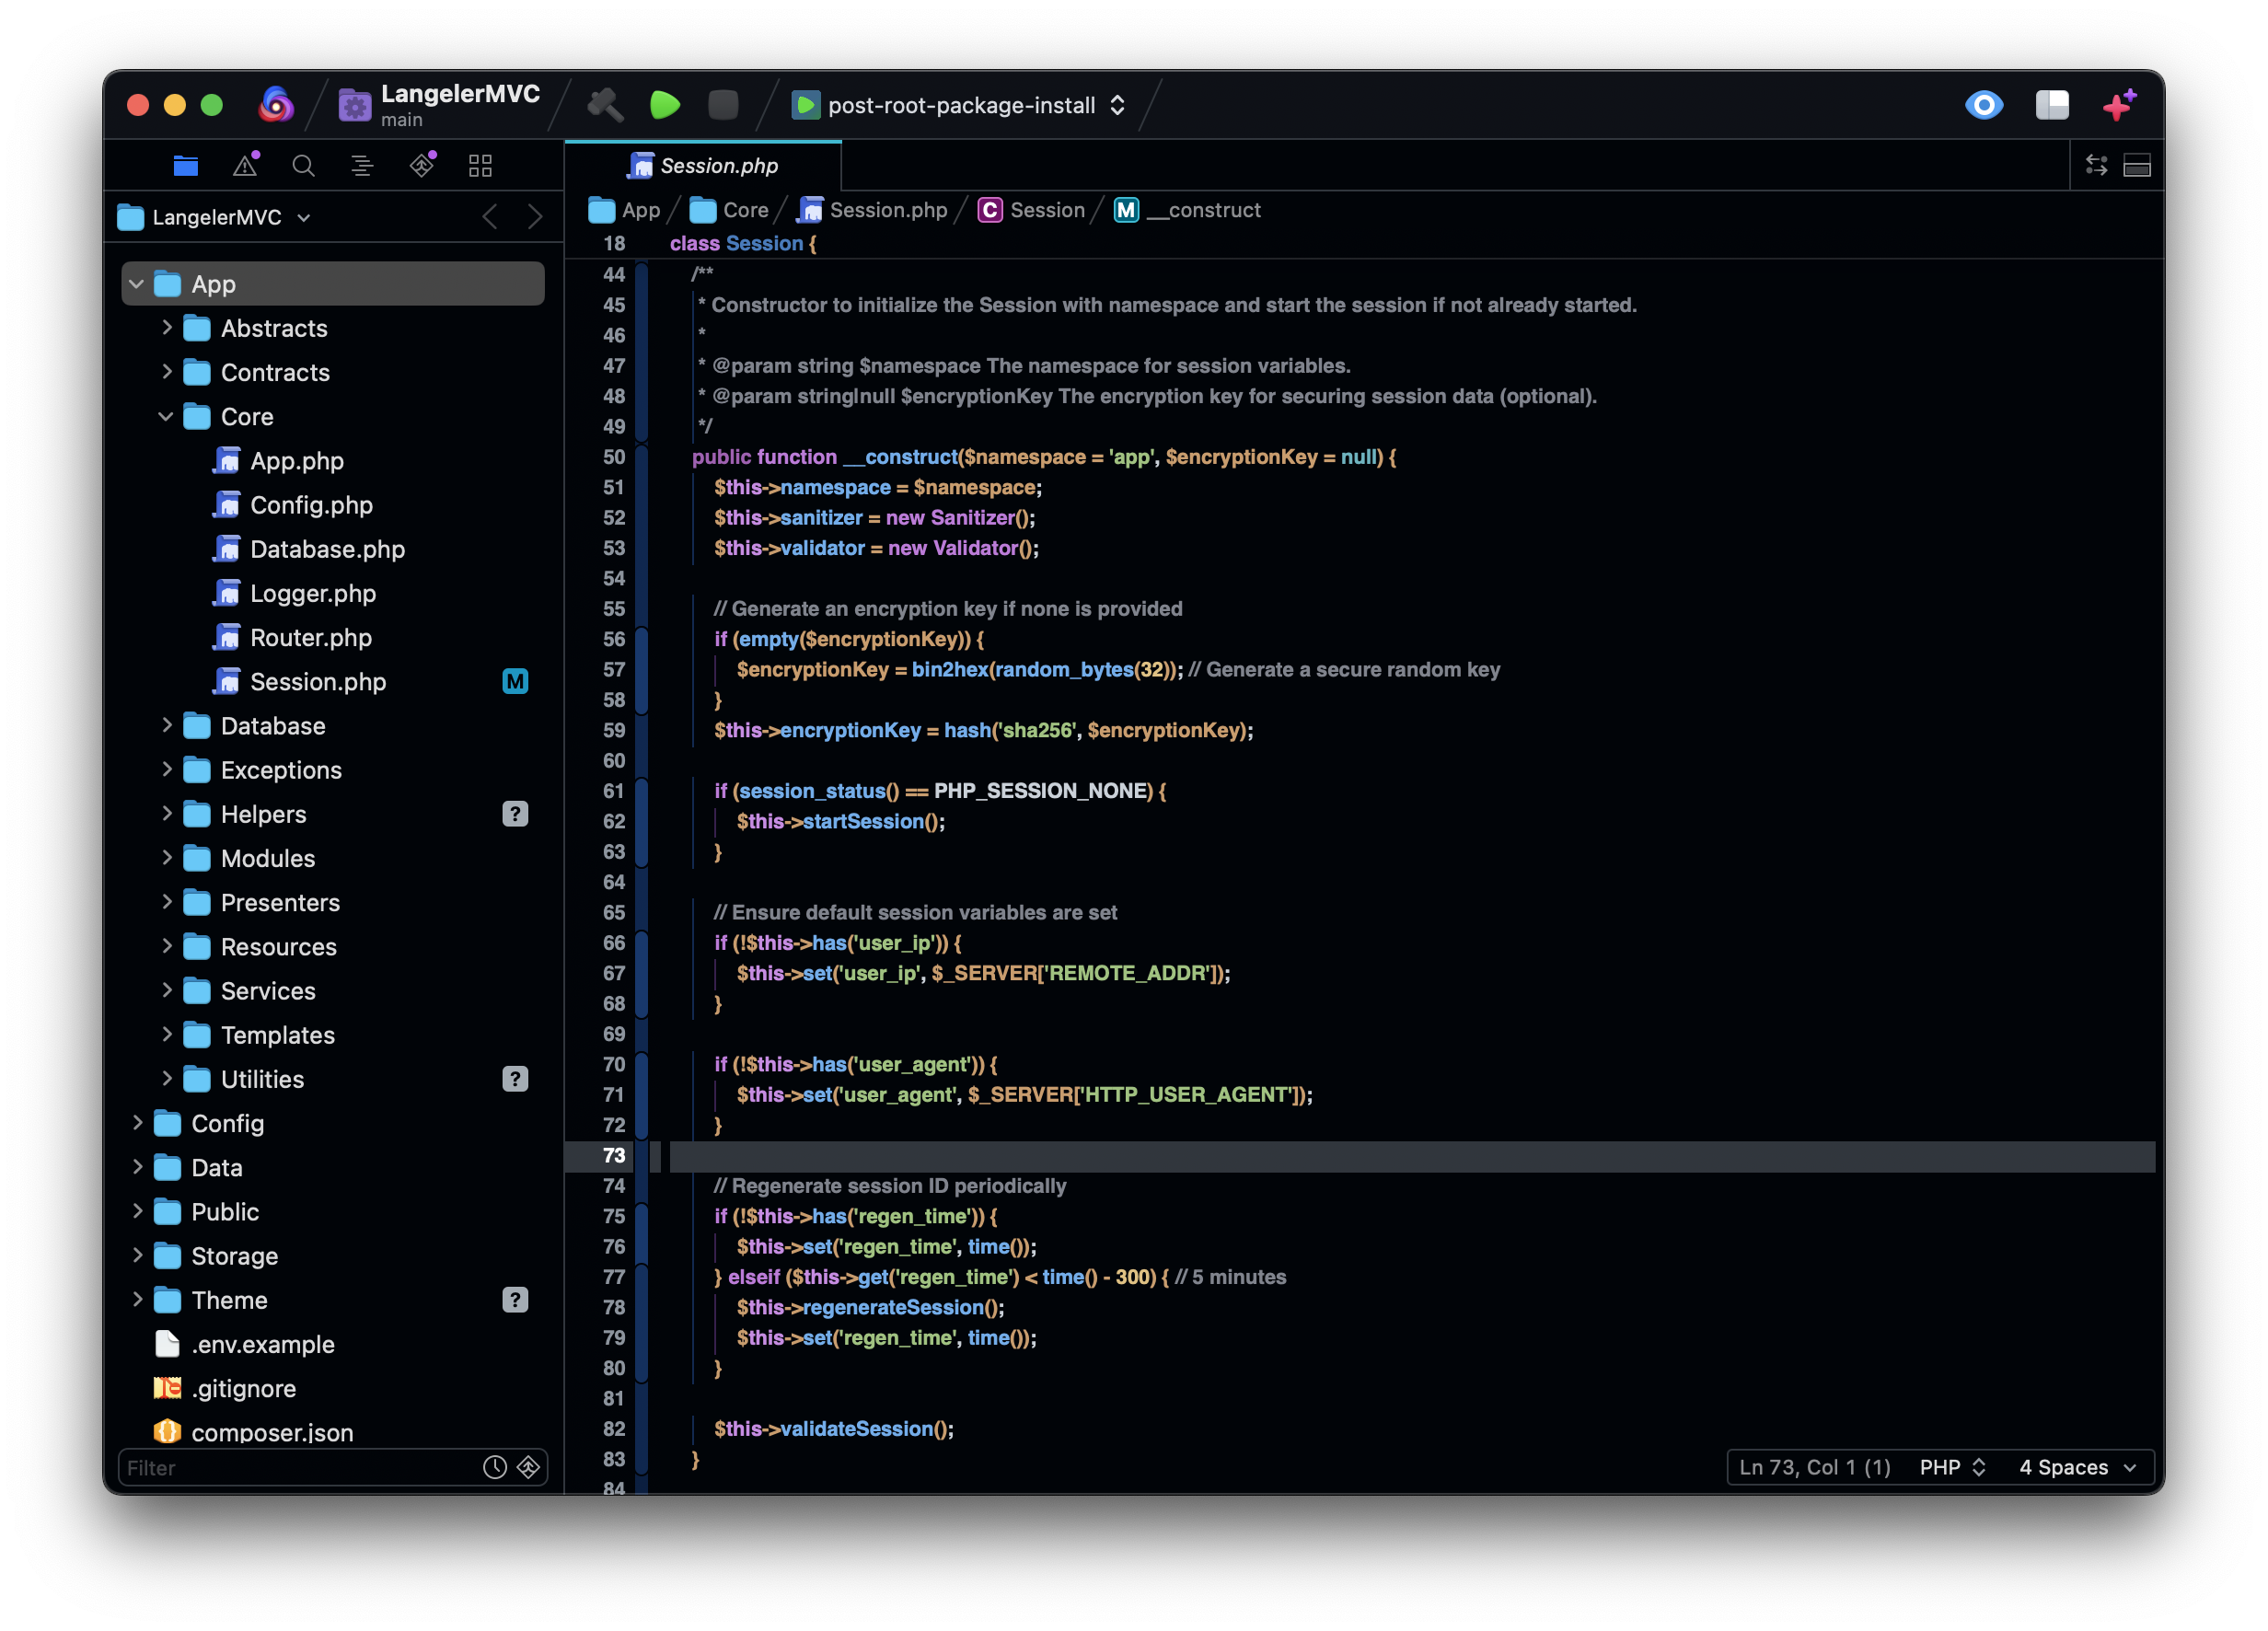 LangelerMVC
main
post-root-package-install
Session.php
LangelerMVC
App
Abstracts
Contracts
Core
App.php
Config.php
Database.php
Logger.php
Router.php
Session.php M
Database
Exceptions
Helpers ?
Modules
Presenters
Resources
Services
Templates
Utilities ?
Config
Data
Public
Storage
Theme ?
.env.example
.gitignore
composer.json
Filter
App Core Session.php C Session M __construct
18 class Session {
44 /**
45 * Constructor to initialize the Session with namespace and start the session if not already started.
46 *
47 * @param string $namespace The namespace for session variables.
48 * @param string|null $encryptionKey The encryption key for securing session data (optional).
49 */
50 public function __construct($namespace = 'app', $encryptionKey = null) {
51 $this->namespace = $namespace;
52 $this->sanitizer = new Sanitizer();
53 $this->validator = new Validator();
54
55 // Generate an encryption key if none is provided
56 if (empty($encryptionKey)) {
57 $encryptionKey = bin2hex(random_bytes(32)); // Generate a secure random key
58 }
59 $this->encryptionKey = hash('sha256', $encryptionKey);
60
61 if (session_status() == PHP_SESSION_NONE) {
62 $this->startSession();
63 }
64
65 // Ensure default session variables are set
66 if (!$this->has('user_ip')) {
67 $this->set('user_ip', $_SERVER['REMOTE_ADDR']);
68 }
69
70 if (!$this->has('user_agent')) {
71 $this->set('user_agent', $_SERVER['HTTP_USER_AGENT']);
72 }
73
74 // Regenerate session ID periodically
75 if (!$this->has('regen_time')) {
76 $this->set('regen_time', time());
77 } elseif ($this->get('regen_time') < time() - 300) { // 5 minutes
78 $this->regenerateSession();
79 $this->set('regen_time', time());
80 }
81
82 $this->validateSession();
83 }
84
Ln 73, Col 1 (1) PHP 4 Spaces